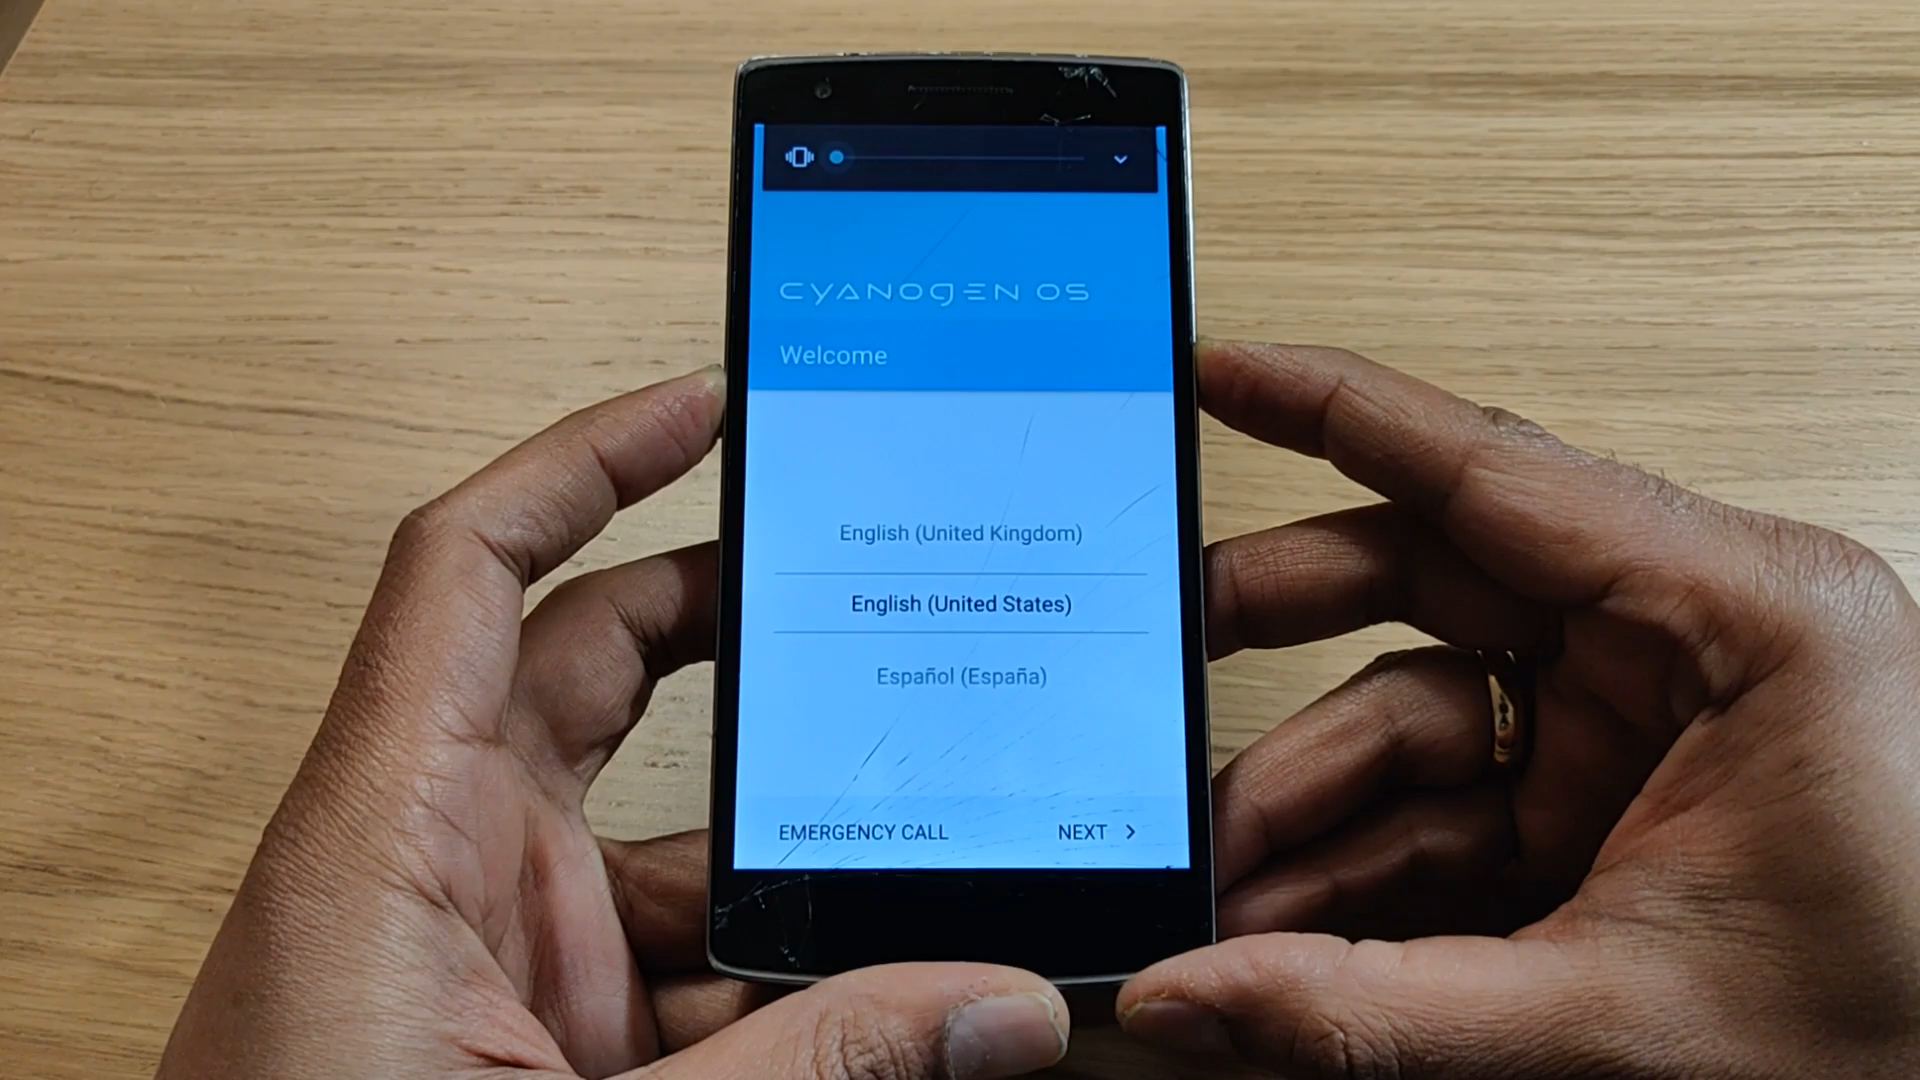 CYANOGEN OS
Welcome
English (United Kingdom)
English (United States)
Español (España)
EMERGENCY CALL
NEXT